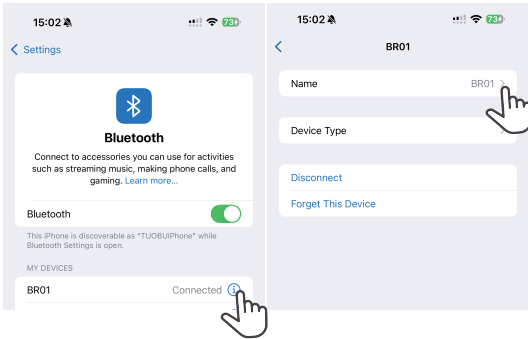 15:02
73
Settings
Bluetooth
Connect to accessories you can use for activities
such as streaming music, making phone calls, and
gaming. Learn more...
Bluetooth
This iPhone is discoverable as "TUOBUiPhone" while
Bluetooth Settings is open.
MY DEVICES
BR01 Connected
15:02
73
BR01
Name BR01
Device Type
Disconnect
Forget This Device